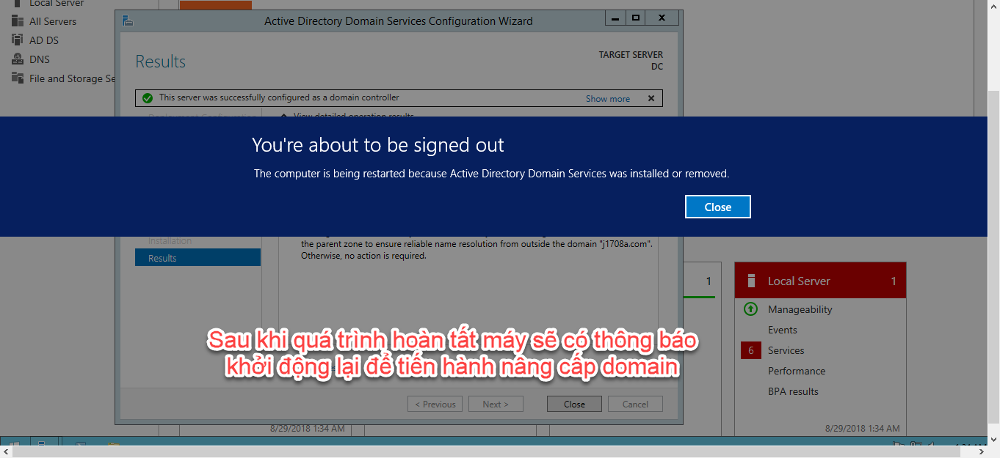 Local Server
All Servers
AD DS
DNS
File and Storage Se
Active Directory Domain Services Configuration Wizard
Results
TARGET SERVER
DC
This server was successfully configured as a domain controller
Show more
View detailed operation results
You're about to be signed out
The computer is being restarted because Active Directory Domain Services was installed or removed.
Close
Installation
Results
the parent zone to ensure reliable name resolution from outside the domain "j1708a.com".
Otherwise, no action is required.
1
Local Server 1
Manageability
Events
6 Services
Performance
BPA results
Sau khi quá trình hoàn tất máy sẽ có thông báo
khởi động lại để tiến hành nâng cấp domain
< Previous
Next >
Close
Cancel
8/29/2018 1:34 AM
8/29/2018 1:34 AM